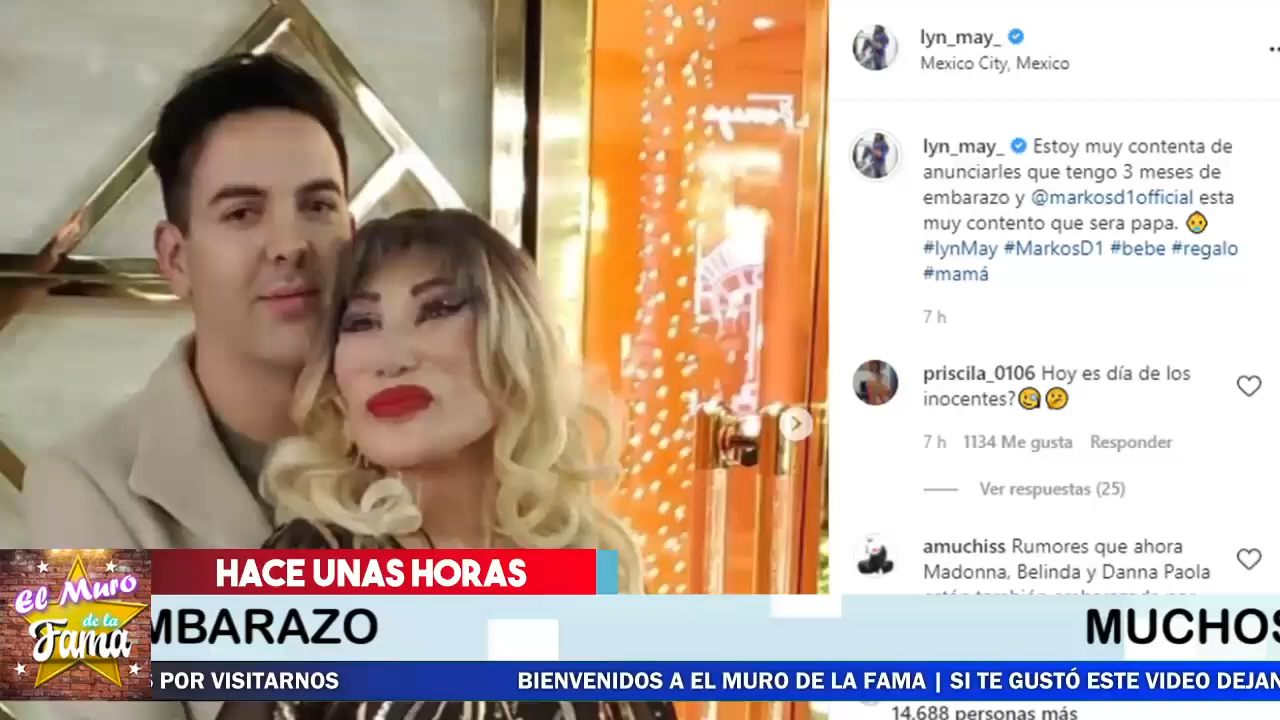 lyn_may_
Mexico City, Mexico
lyn_may_ Estoy muy contenta de
anunciarles que tengo 3 meses de
embarazo y @markosd1official esta
muy contento que sera papa. 😢
#lynMay #MarkosD1 #bebe #regalo
#mamá
7 h
priscila_0106 Hoy es día de los
inocentes?🧐🤔
7 h 1134 Me gusta Responder
Ver respuestas (25)
amuchiss Rumores que ahora
Madonna, Belinda y Danna Paola
HACE UNAS HORAS
El Muro
de la
Fama
MBARAZO
MUCHOS
S POR VISITARNOS
BIENVENIDOS A EL MURO DE LA FAMA | SI TE GUSTÓ ESTE VIDEO DEJAN
14,688 personas más